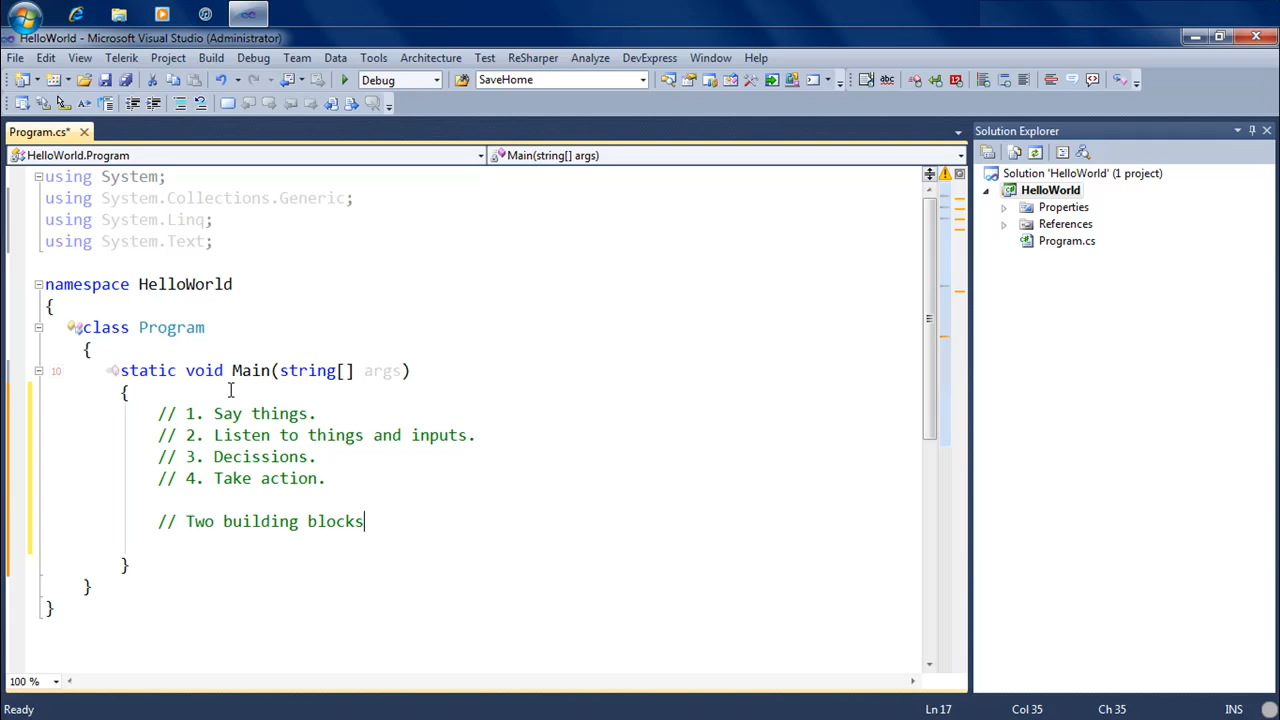 HelloWorld - Microsoft Visual Studio (Administrator)
File Edit View Telerik Project Build Debug Team Data Tools Architecture Test ReSharper Analyze DevExpress Window Help
Debug SaveHome
Program.cs* Solution Explorer
HelloWorld.Program Main(string[] args)
using System;
using System.Collections.Generic;
using System.Linq;
using System.Text;
namespace HelloWorld
{
class Program
{
10 static void Main(string[] args)
{
// 1. Say things.
// 2. Listen to things and inputs.
// 3. Decissions.
// 4. Take action.
// Two building blocks
}
}
}
Solution 'HelloWorld' (1 project)
HelloWorld
Properties
References
Program.cs
100 %
Ready Ln 17 Col 35 Ch 35 INS